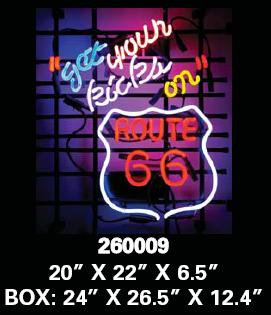 "get your
kicks on"
ROUTE
66
260009
20” X 22” X 6.5”
BOX: 24” X 26.5” X 12.4”